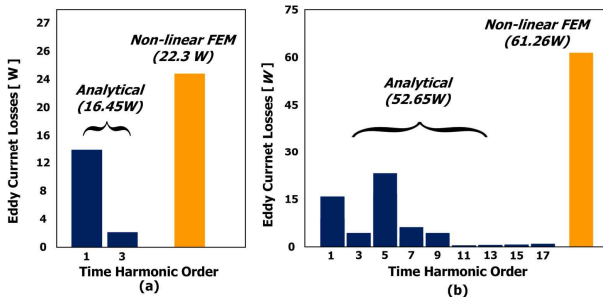 Eddy Currnet Losses [ W ]
27
24
28
24
20
16
12
8
4
0
Non-linear FEM
(22.3 W)
Analytical
(16.45W)
1
3
Time Harmonic Order
(a)
Eddy Currnet Losses [ W ]
75
60
45
30
15
0
Non-linear FEM
(61.26W)
Analytical
(52.65W)
1 3 5 7 9 11 13 15 17
Time Harmonic Order
(b)